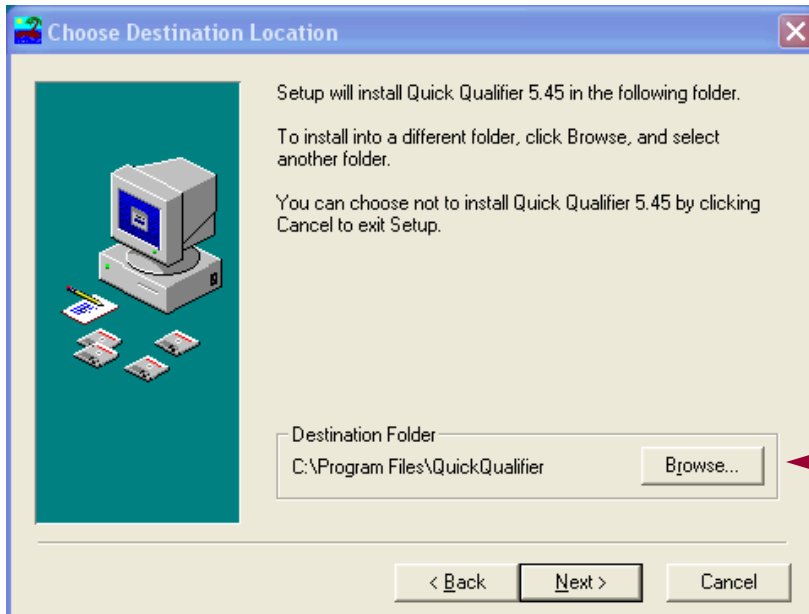 Choose Destination Location
Setup will install Quick Qualifier 5.45 in the following folder.
To install into a different folder, click Browse, and select
another folder.
You can choose not to install Quick Qualifier 5.45 by clicking
Cancel to exit Setup.
Destination Folder
C:\Program Files\QuickQualifier
Browse...
< Back
Next >
Cancel